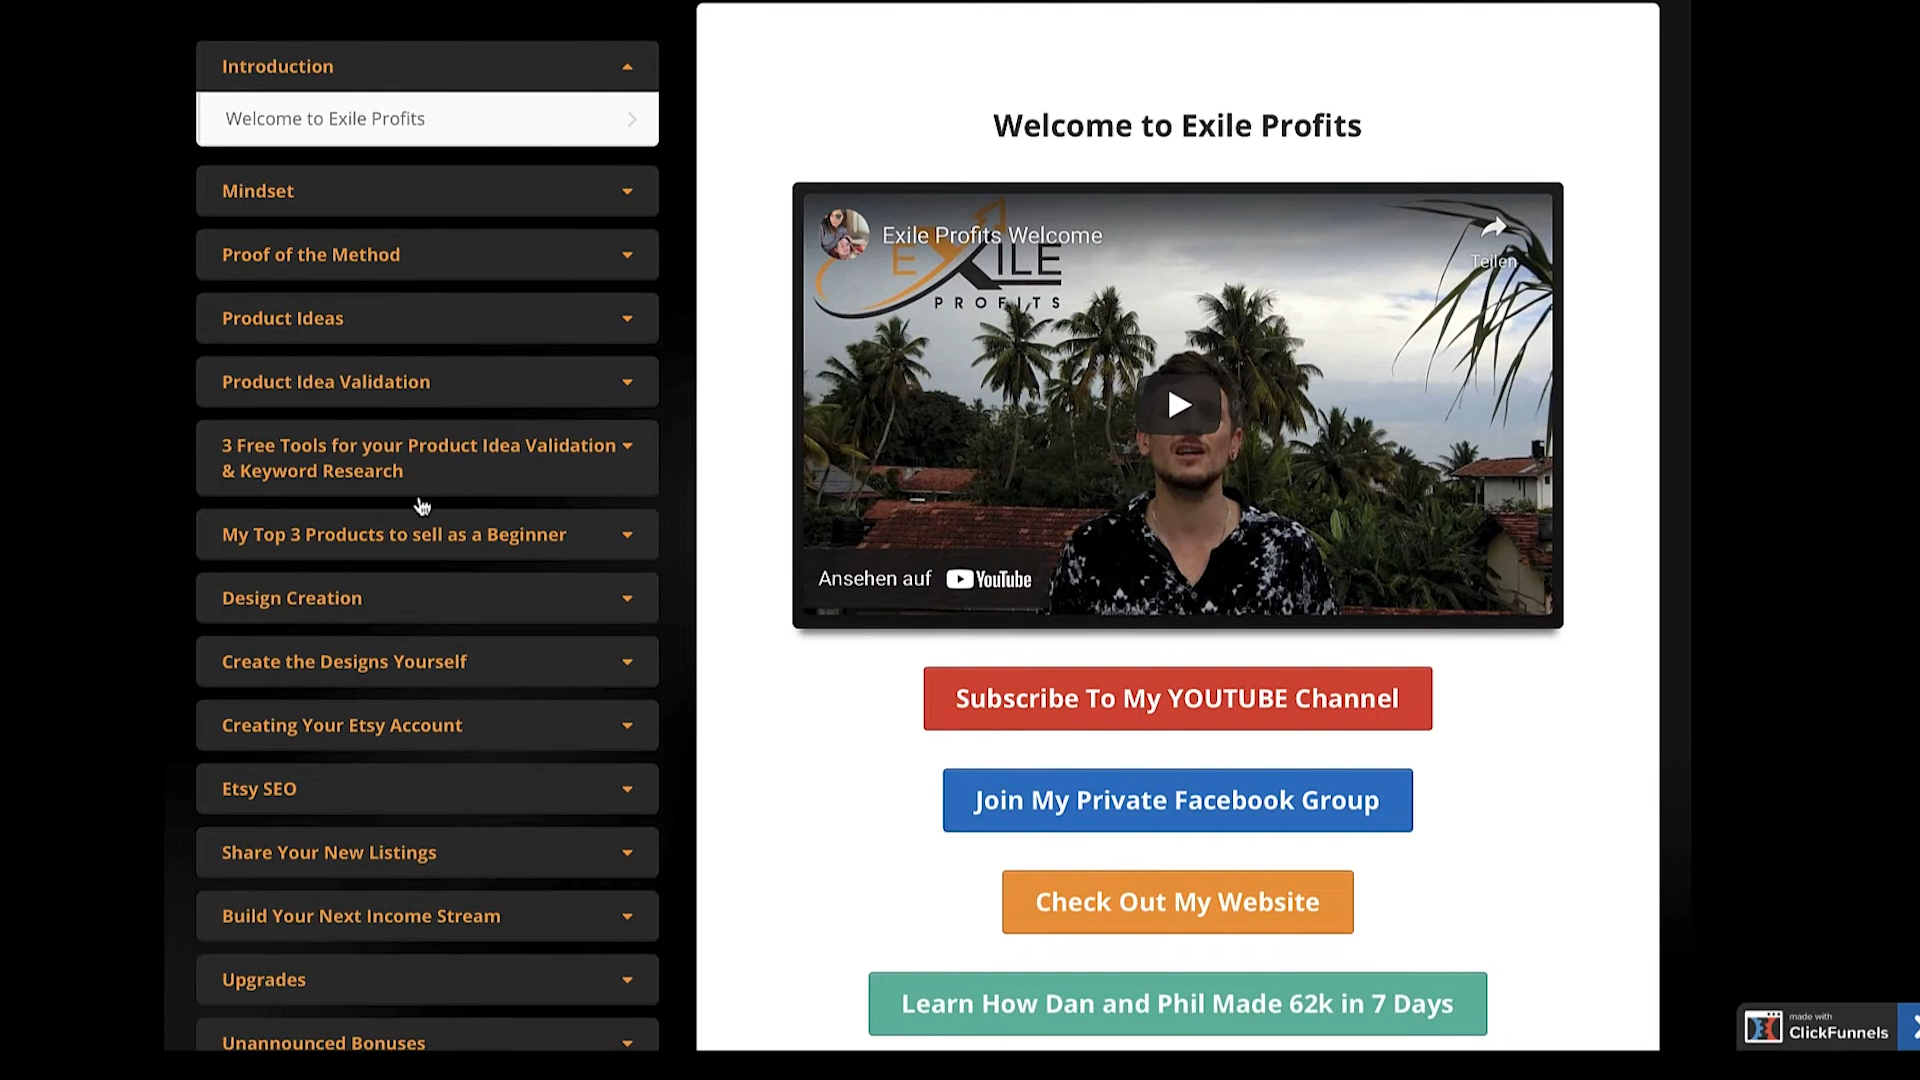 Introduction
Welcome to Exile Profits
Mindset
Proof of the Method
Product Ideas
Product Idea Validation
3 Free Tools for your Product Idea Validation
& Keyword Research
My Top 3 Products to sell as a Beginner
Design Creation
Create the Designs Yourself
Creating Your Etsy Account
Etsy SEO
Share Your New Listings
Build Your Next Income Stream
Upgrades
Unannounced Bonuses
Welcome to Exile Profits
Exile Profits Welcome
EXILE
PROFITS
Teilen
Ansehen auf YouTube
Subscribe To My YOUTUBE Channel
Join My Private Facebook Group
Check Out My Website
Learn How Dan and Phil Made 62k in 7 Days
made with
ClickFunnels